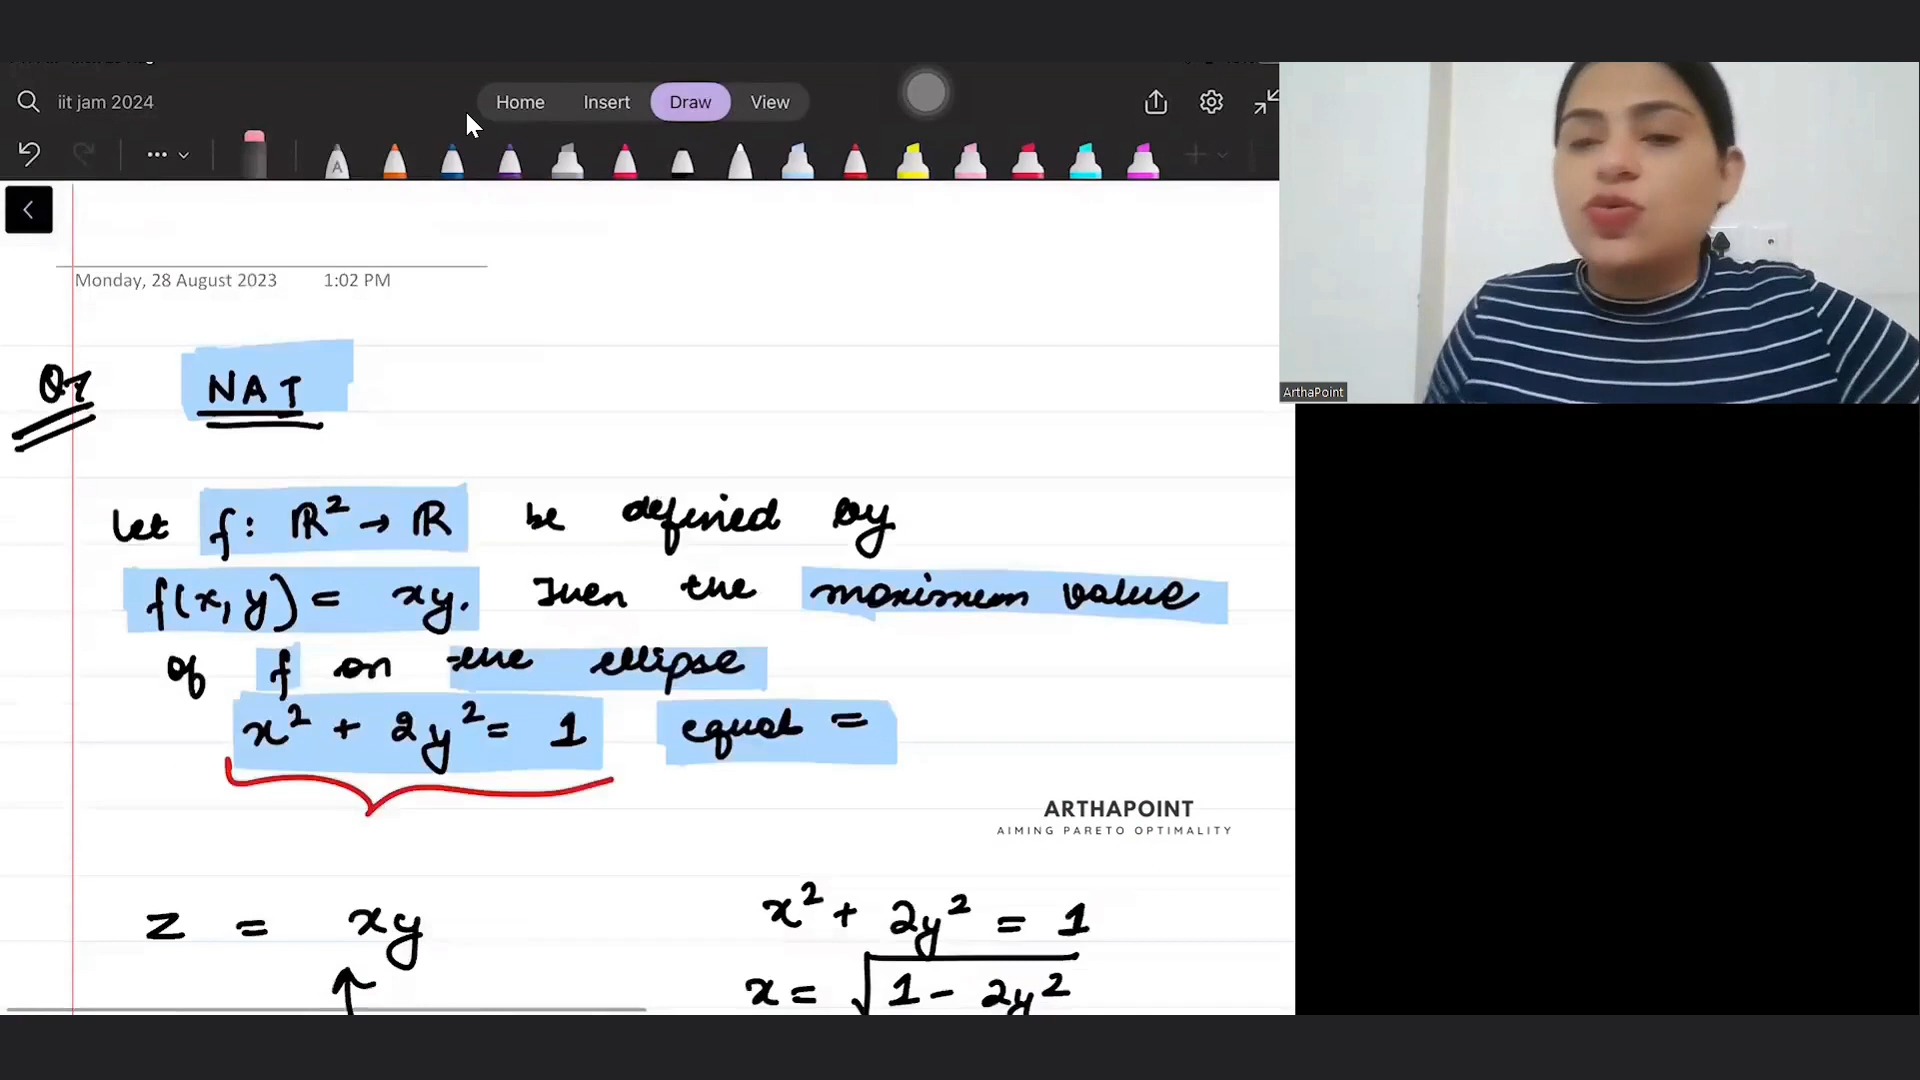 iit jam 2024
Home Insert Draw View
Monday, 28 August 2023 1:02 PM
Q1 NAT
Let f: ℝ² → ℝ be defined by
f(x, y) = xy. Then the maximum value
of f on the ellipse
x² + 2y² = 1 equal =
ARTHAPOINT
AIMING PARETO OPTIMALITY
z = xy
x² + 2y² = 1
x = √1 - 2y²
ArthaPoint